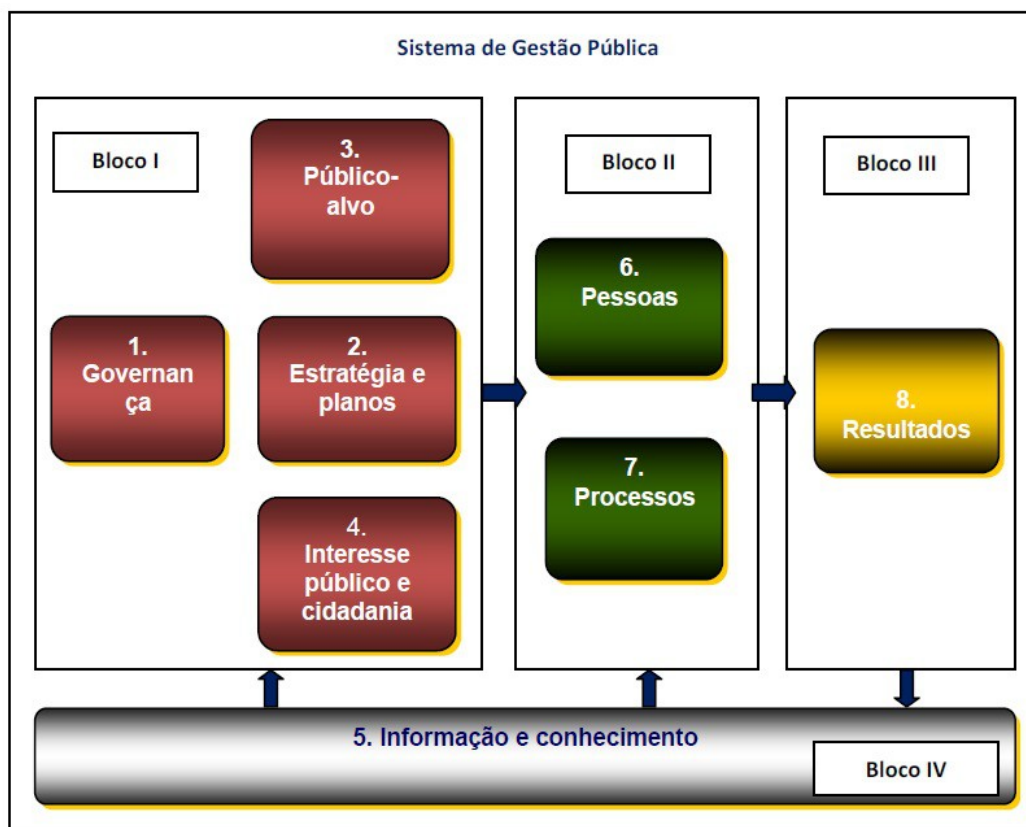 Sistema de Gestão Pública
Bloco I
3.
Público-
alvo
1.
Governan
ça
2.
Estratégia e
planos
4.
Interesse
público e
cidadania
Bloco II
6.
Pessoas
7.
Processos
Bloco III
8.
Resultados
5. Informação e conhecimento
Bloco IV